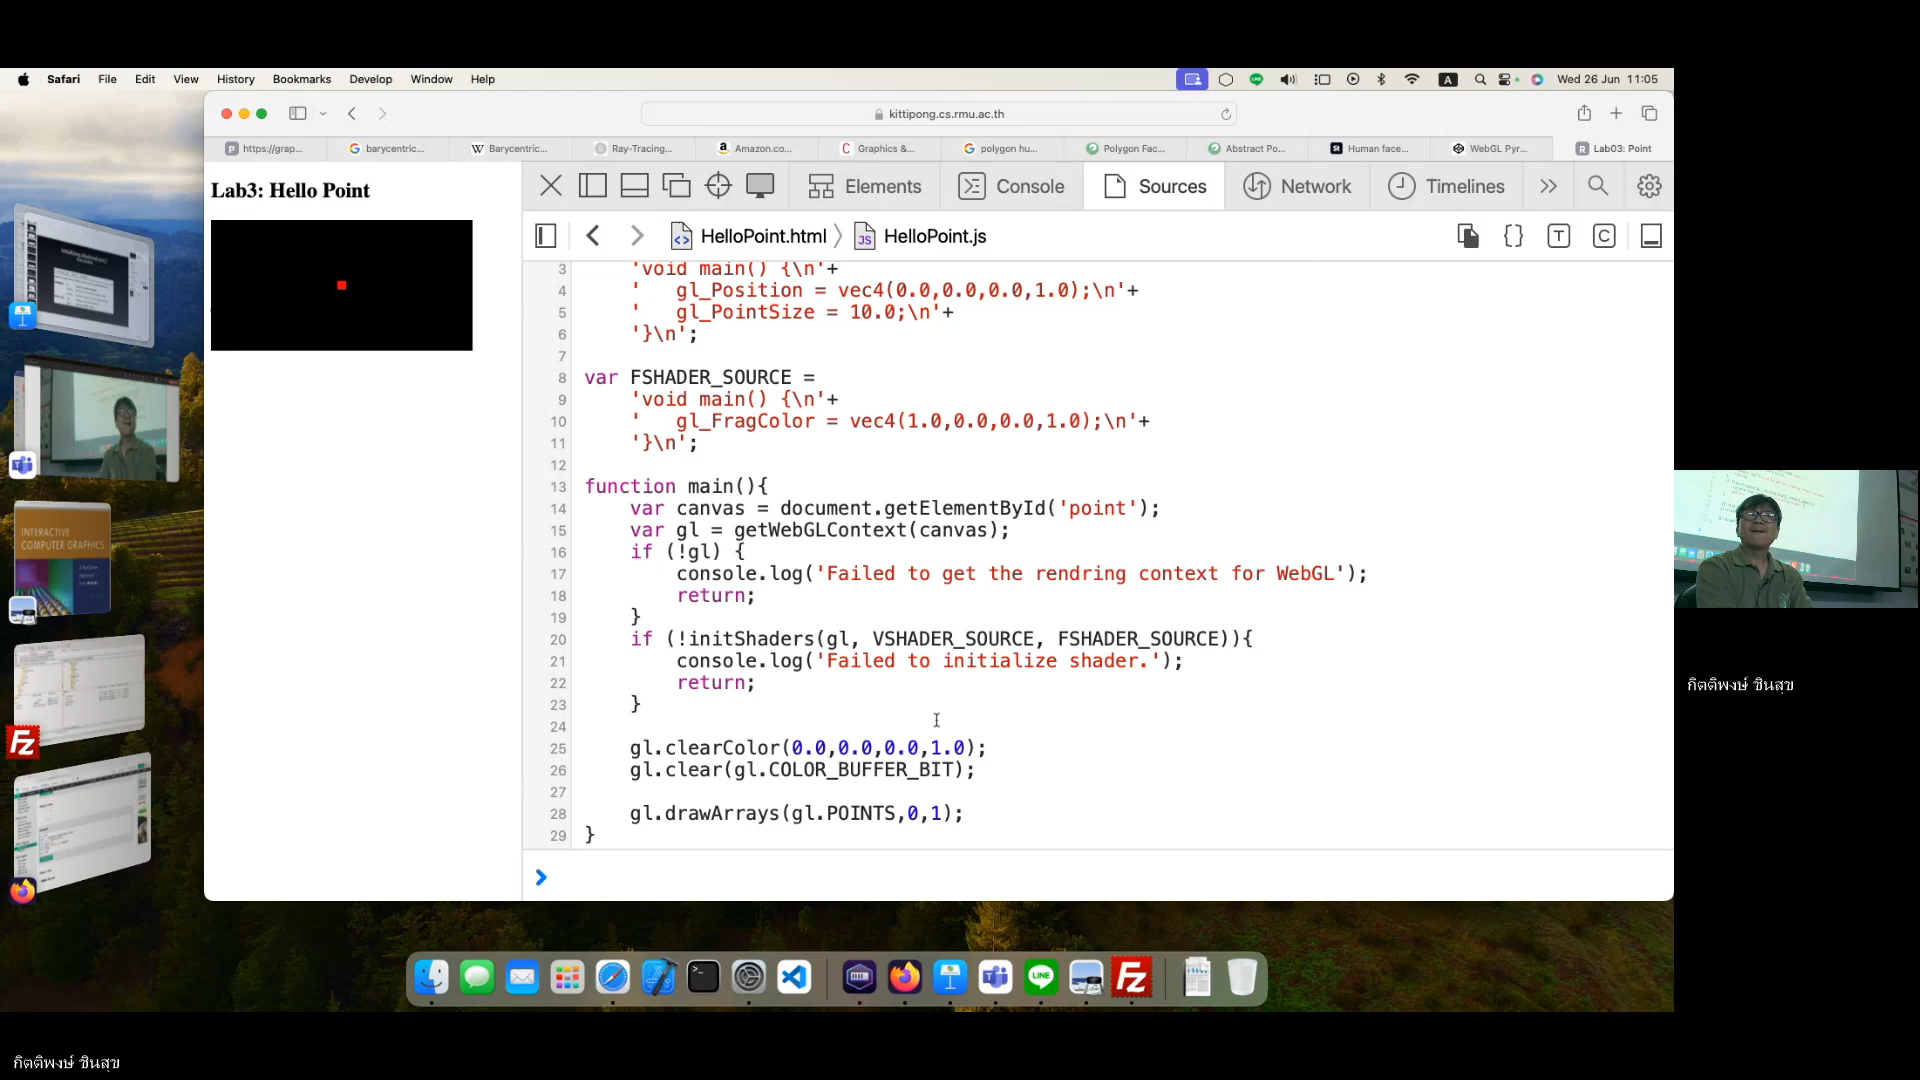 Safari File Edit View History Bookmarks Develop Window Help
A Wed 26 Jun 11:05
kittipong.cs.rmu.ac.th
https://grap...
barycentric...
Barycentric...
Ray-Tracing...
Amazon.co...
Graphics &...
polygon hu...
Polygon Fac...
Abstract Po...
Human face...
WebGL Pyr...
Lab03: Point
Lab3: Hello Point
Elements Console Sources Network Timelines
HelloPoint.html HelloPoint.js
3 'void main() {\n'+
4 ' gl_Position = vec4(0.0,0.0,0.0,1.0);\n'+
5 ' gl_PointSize = 10.0;\n'+
6 '}\n';
7
8 var FSHADER_SOURCE =
9 'void main() {\n'+
10 ' gl_FragColor = vec4(1.0,0.0,0.0,1.0);\n'+
11 '}\n';
12
13 function main(){
14 var canvas = document.getElementById('point');
15 var gl = getWebGLContext(canvas);
16 if (!gl) {
17 console.log('Failed to get the rendring context for WebGL');
18 return;
19 }
20 if (!initShaders(gl, VSHADER_SOURCE, FSHADER_SOURCE)){
21 console.log('Failed to initialize shader.');
22 return;
23 }
24
25 gl.clearColor(0.0,0.0,0.0,1.0);
26 gl.clear(gl.COLOR_BUFFER_BIT);
27
28 gl.drawArrays(gl.POINTS,0,1);
29 }
INTERACTIVE
COMPUTER GRAPHICS
กิตติพงษ์ ชินสุข
กิตติพงษ์ ชินสุข